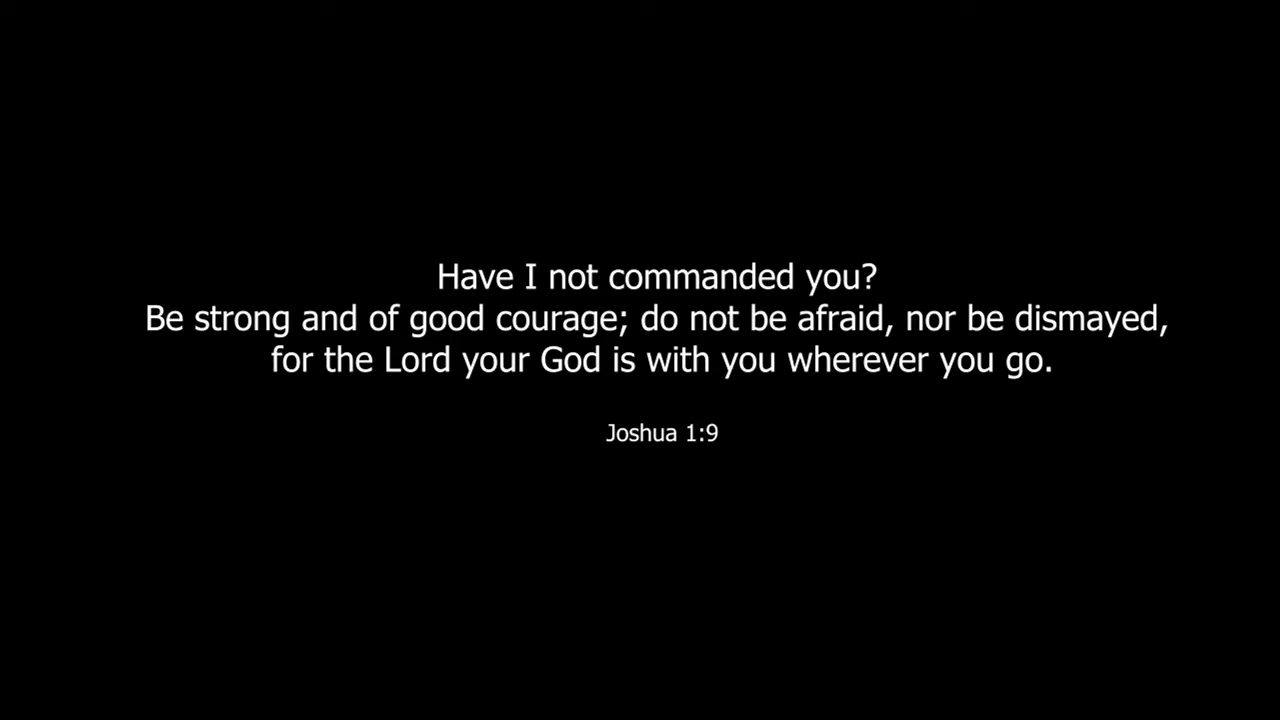 Have I not commanded you?
Be strong and of good courage; do not be afraid, nor be dismayed,
for the Lord your God is with you wherever you go.
Joshua 1:9